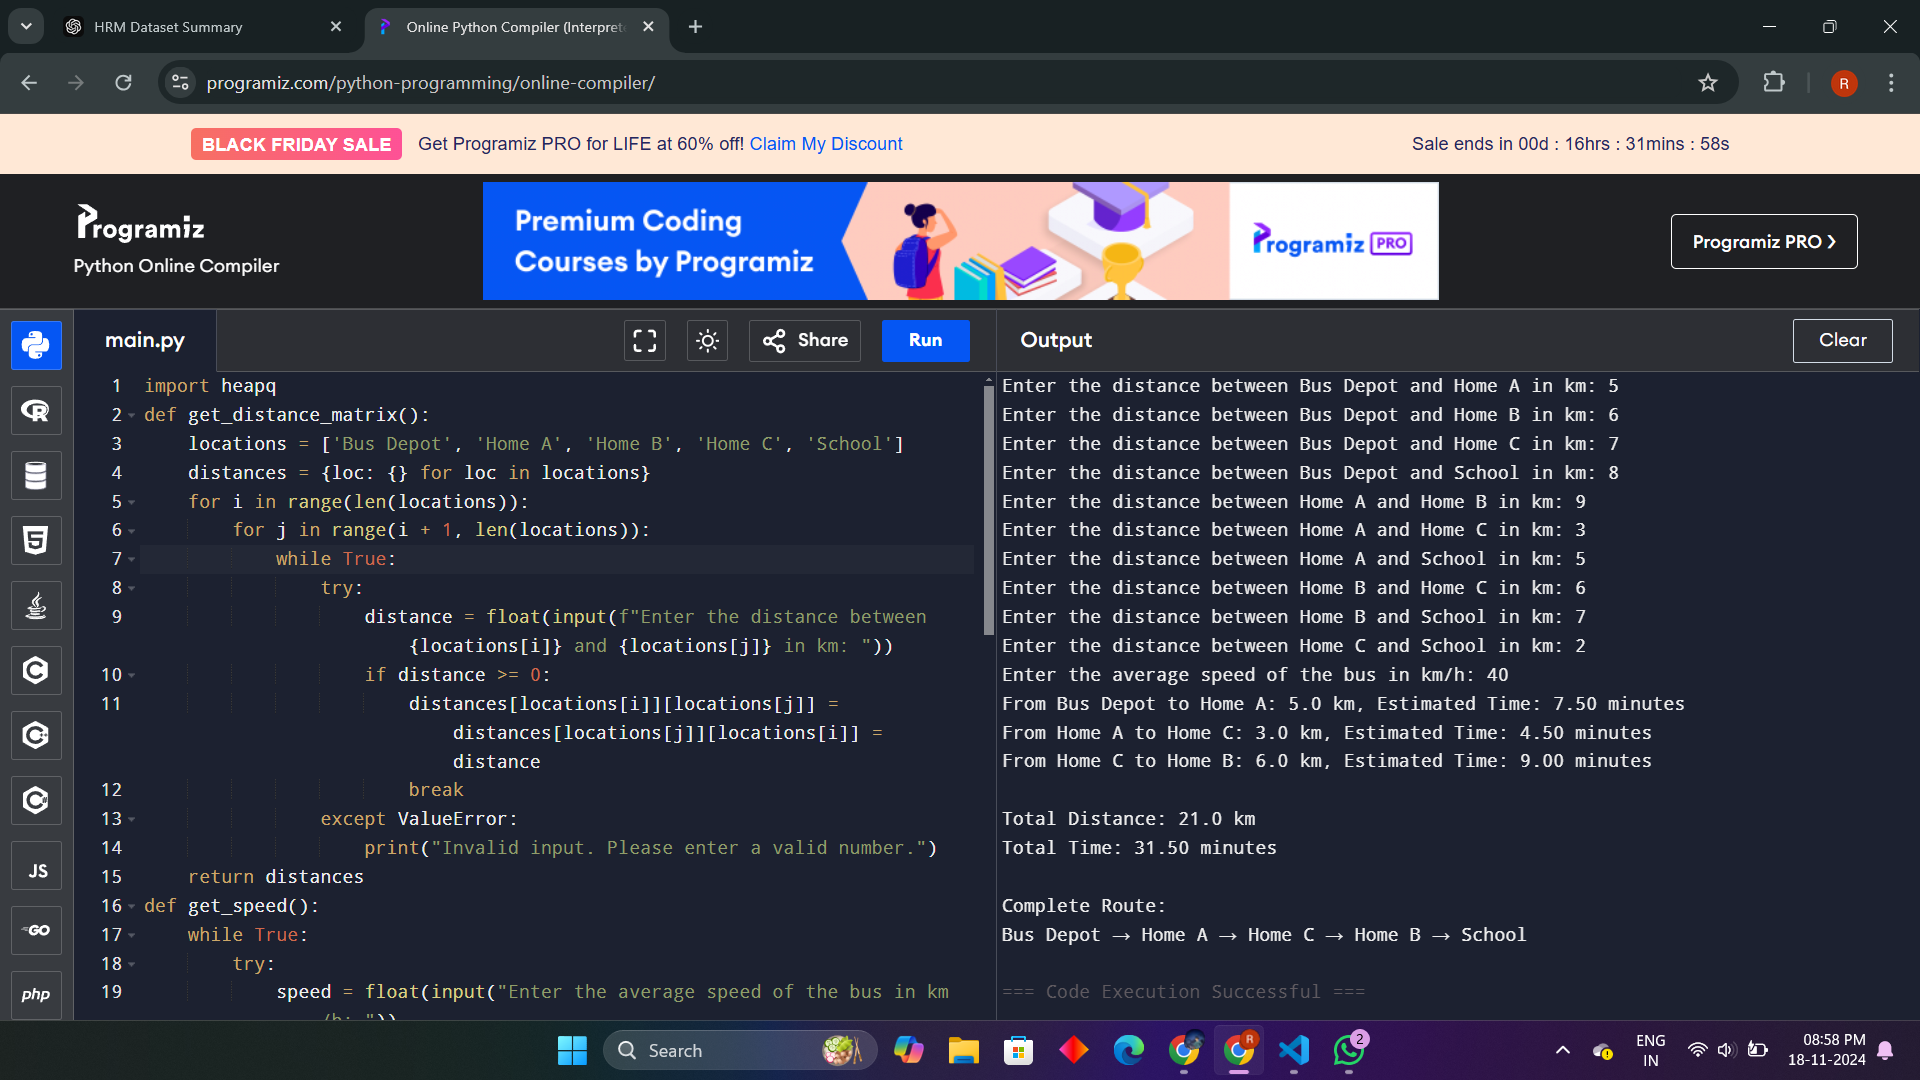 HRM Dataset Summary
Online Python Compiler (Interprete
programiz.com/python-programming/online-compiler/
R
BLACK FRIDAY SALE Get Programiz PRO for LIFE at 60% off! Claim My Discount
Sale ends in 00d : 16hrs : 31mins : 58s
Programiz
Python Online Compiler
Premium Coding
Courses by Programiz
Programiz PRO
Programiz PRO ❯
main.py
Share
Run
Output
Clear
1 import heapq
2 def get_distance_matrix():
3 locations = ['Bus Depot', 'Home A', 'Home B', 'Home C', 'School']
4 distances = {loc: {} for loc in locations}
5 for i in range(len(locations)):
6 for j in range(i + 1, len(locations)):
7 while True:
8 try:
9 distance = float(input(f"Enter the distance between
{locations[i]} and {locations[j]} in km: "))
10 if distance >= 0:
11 distances[locations[i]][locations[j]] =
distances[locations[j]][locations[i]] =
distance
12 break
13 except ValueError:
14 print("Invalid input. Please enter a valid number.")
15 return distances
16 def get_speed():
17 while True:
18 try:
19 speed = float(input("Enter the average speed of the bus in km
/h: "))
Enter the distance between Bus Depot and Home A in km: 5
Enter the distance between Bus Depot and Home B in km: 6
Enter the distance between Bus Depot and Home C in km: 7
Enter the distance between Bus Depot and School in km: 8
Enter the distance between Home A and Home B in km: 9
Enter the distance between Home A and Home C in km: 3
Enter the distance between Home A and School in km: 5
Enter the distance between Home B and Home C in km: 6
Enter the distance between Home B and School in km: 7
Enter the distance between Home C and School in km: 2
Enter the average speed of the bus in km/h: 40
From Bus Depot to Home A: 5.0 km, Estimated Time: 7.50 minutes
From Home A to Home C: 3.0 km, Estimated Time: 4.50 minutes
From Home C to Home B: 6.0 km, Estimated Time: 9.00 minutes
Total Distance: 21.0 km
Total Time: 31.50 minutes
Complete Route:
Bus Depot → Home A → Home C → Home B → School
=== Code Execution Successful ===
R
5
C
C
C
JS
GO
php
Search
R
2
ENG
IN
08:58 PM
18-11-2024